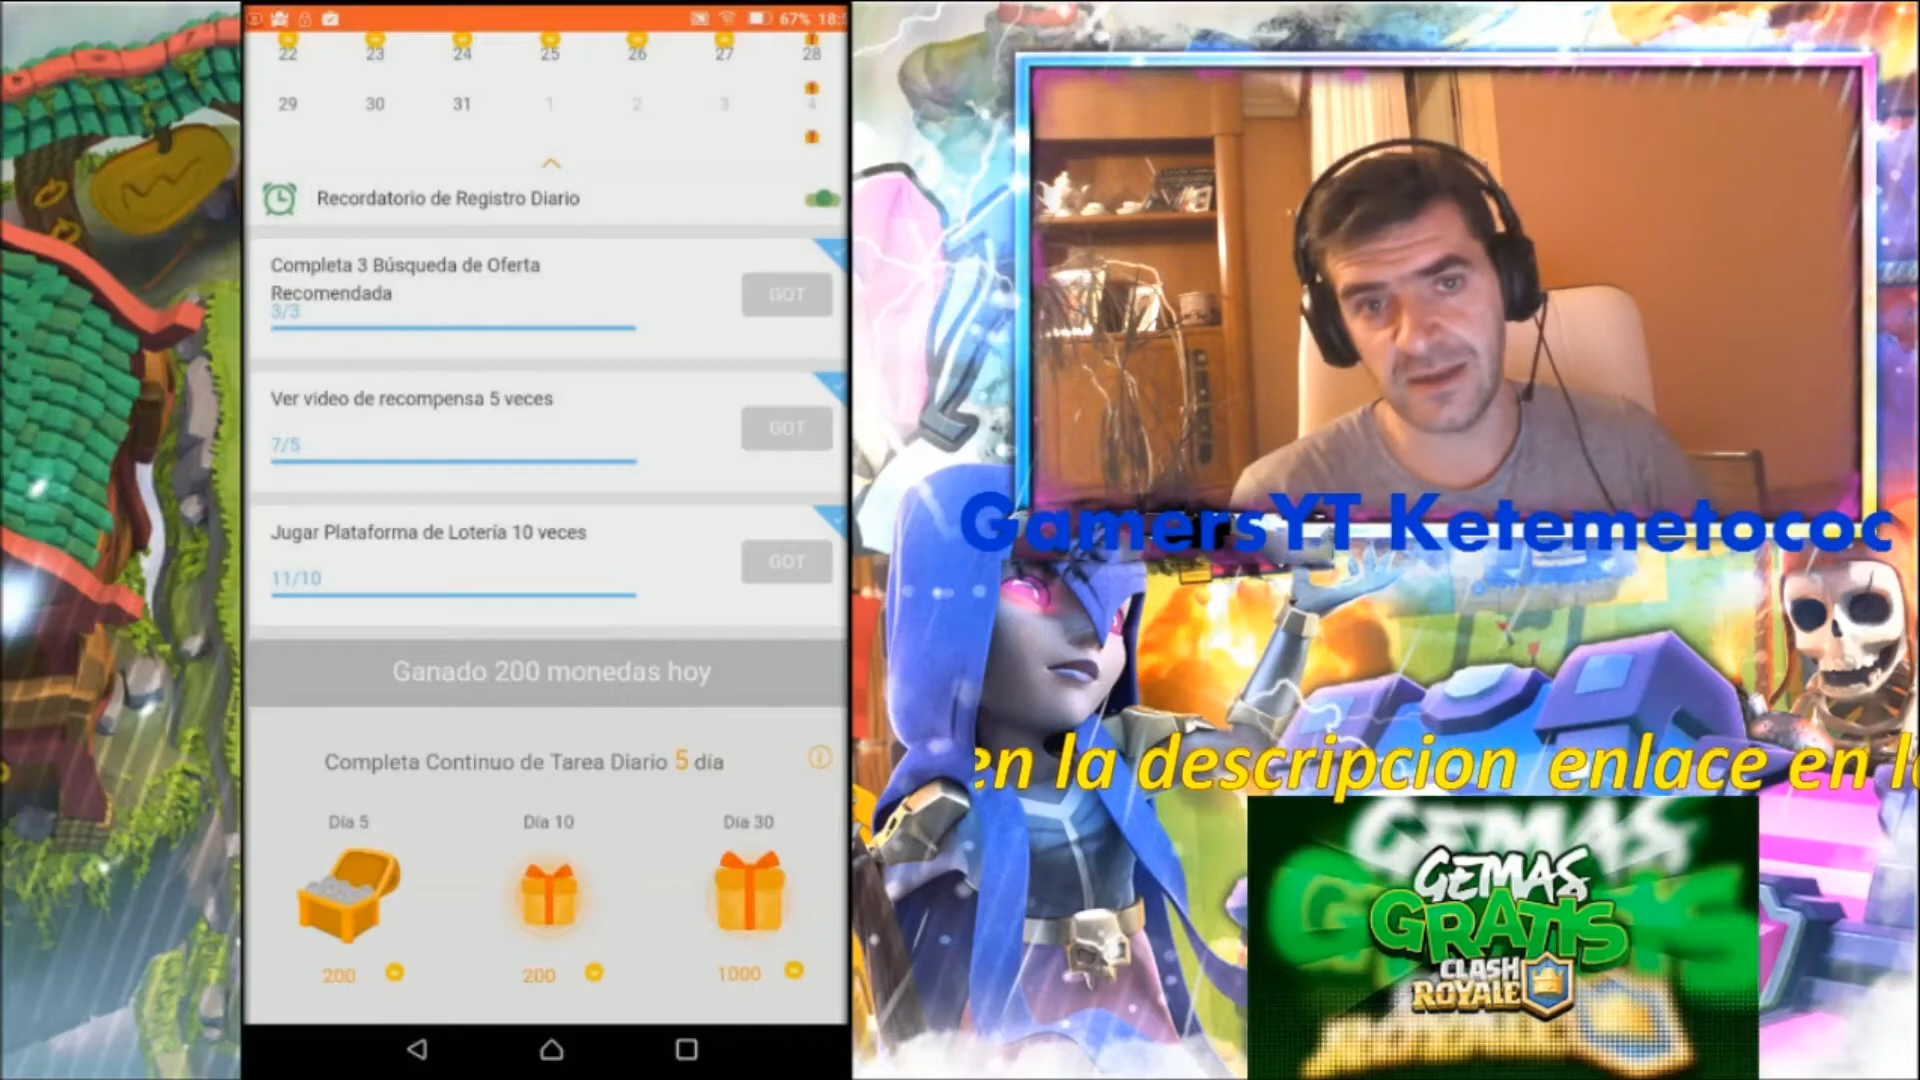 67% 18:5
22 23 24 25 26 27 28
29 30 31 1 2 3 4
Recordatorio de Registro Diario
Completa 3 Búsqueda de Oferta
Recomendada
3/3
GOT
Ver video de recompensa 5 veces
7/5
GOT
Jugar Plataforma de Lotería 10 veces
11/10
GOT
Ganado 200 monedas hoy
Completa Continuo de Tarea Diario 5 día
Día 5 Día 10 Día 30
200 200 1000
GamersYT Ketemetococ
en la descripcion enlace en l
GEMAS
GEMAS
GRATIS
CLASH
ROYALE